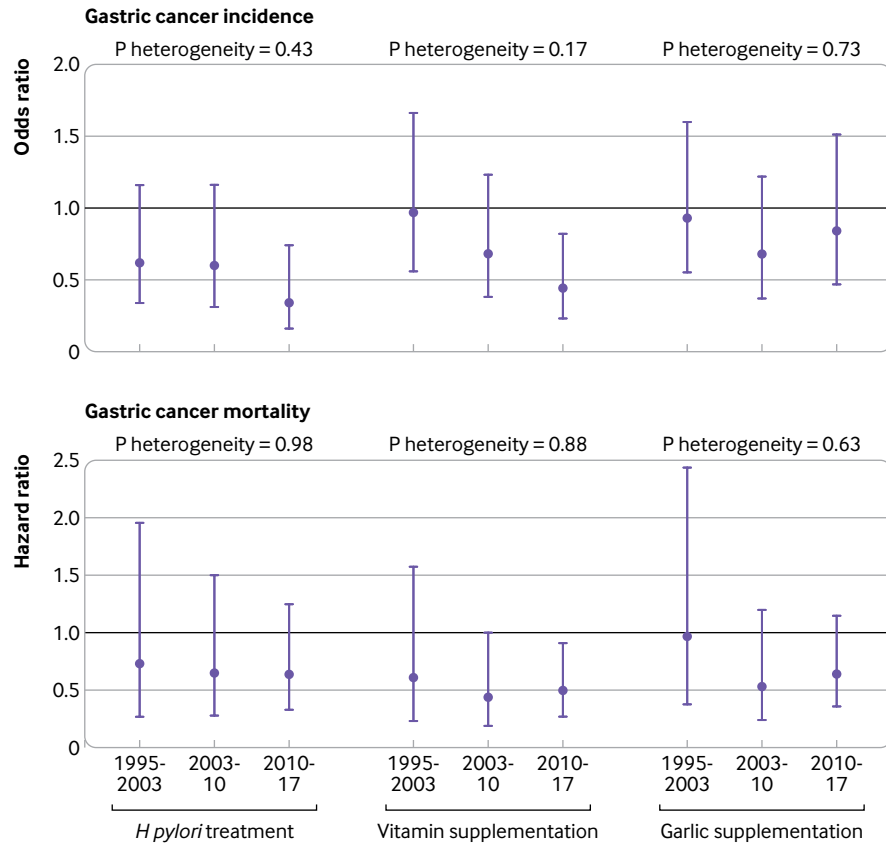 Gastric cancer incidence
P heterogeneity = 0.43
P heterogeneity = 0.17
P heterogeneity = 0.73
Odds ratio
2.0
1.5
1.0
0.5
0
Gastric cancer mortality
P heterogeneity = 0.98
P heterogeneity = 0.88
P heterogeneity = 0.63
Hazard ratio
2.5
2.0
1.5
1.0
0.5
0
1995-
2003
2003-
10
2010-
17
1995-
2003
2003-
10
2010-
17
1995-
2003
2003-
10
2010-
17
H pylori treatment
Vitamin supplementation
Garlic supplementation